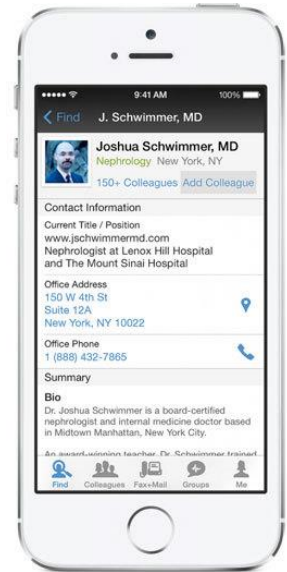 9:41 AM 100%
Find J. Schwimmer, MD
Joshua Schwimmer, MD
Nephrology New York, NY
150+ Colleagues Add Colleague
Contact Information
Current Title / Position
www.jschwimmermd.com
Nephrologist at Lenox Hill Hospital
and The Mount Sinai Hospital
Office Address
150 W 4th St
Suite 12A
New York, NY 10022
Office Phone
1 (888) 432-7865
Summary
Bio
Dr. Joshua Schwimmer is a board-certified
nephrologist and internal medicine doctor based
in Midtown Manhattan, New York City.
An award-winning teacher, Dr. Schwimmer trained
Find Colleagues Fax+Mail Groups Me